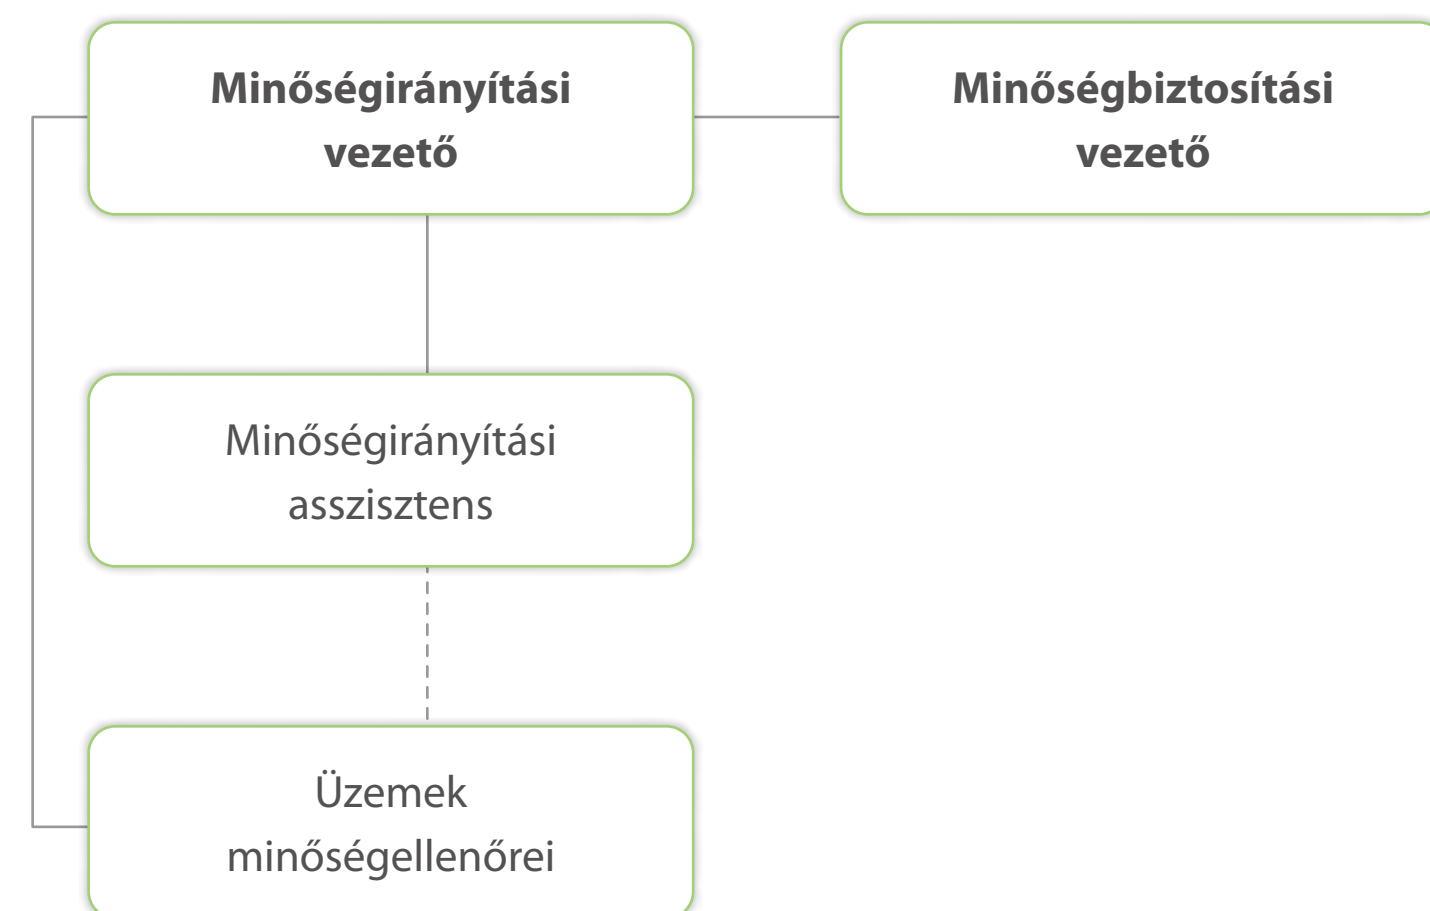 Minőségirányítási
vezető
Minőségbiztosítási
vezető
Minőségirányítási
asszisztens
Üzemek
minőségellenőrei